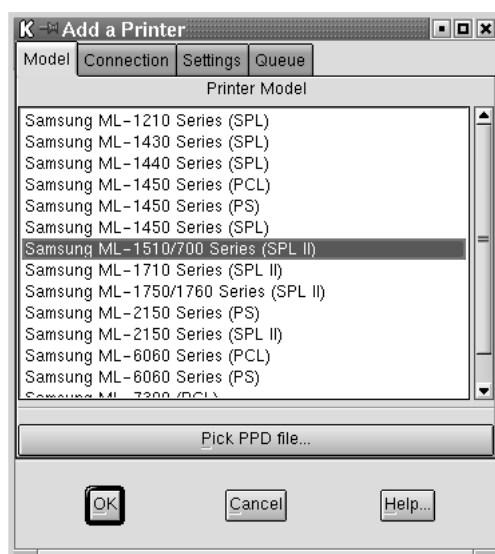 K Add a Printer
Model Connection Settings Queue
Printer Model
Samsung ML-1210 Series (SPL)
Samsung ML-1430 Series (SPL)
Samsung ML-1440 Series (SPL)
Samsung ML-1450 Series (PCL)
Samsung ML-1450 Series (PS)
Samsung ML-1450 Series (SPL)
Samsung ML-1510/700 Series (SPL II)
Samsung ML-1710 Series (SPL II)
Samsung ML-1750/1760 Series (SPL II)
Samsung ML-2150 Series (PS)
Samsung ML-2150 Series (SPL II)
Samsung ML-6060 Series (PCL)
Samsung ML-6060 Series (PS)
Samsung ML-7300 (PCL)
Pick PPD file...
OK Cancel Help...